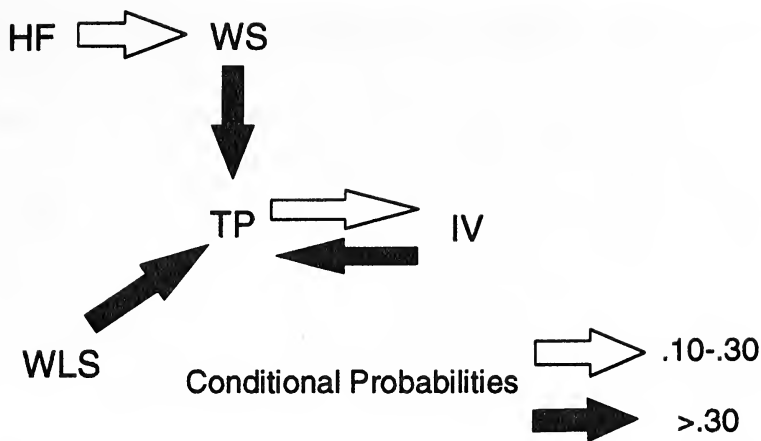 HF WS
TP IV
WLS
Conditional Probabilities
.10-.30
>.30